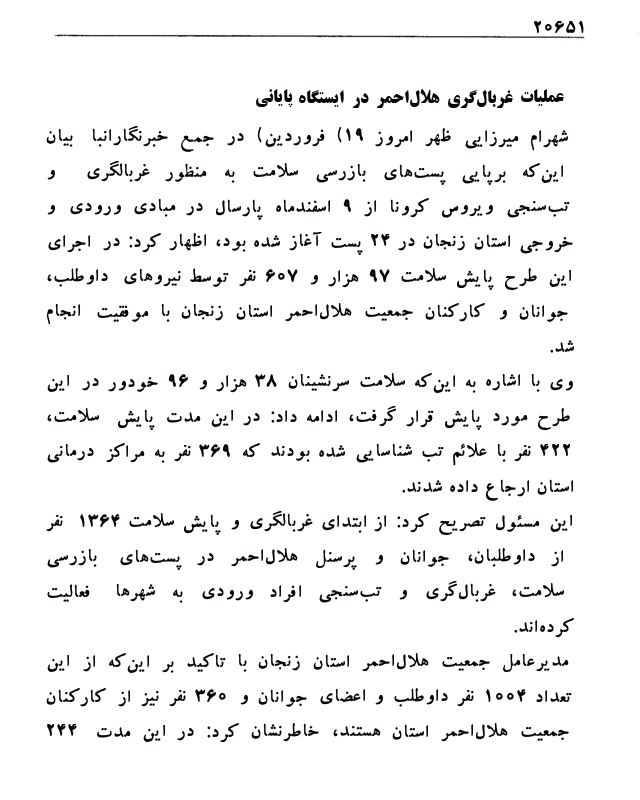 ۲۰۶۵۱
عملیات غربال‌گری هلال‌احمر در ایستگاه پایانی
شهرام میرزایی ظهر امروز ۱۹) فروردین) در جمع خبرنگارانبا بیان
این‌که برپایی پست‌های بازرسی سلامت به منظور غربالگری و
تب‌سنجی ویروس کرونا از ۹ اسفندماه پارسال در مبادی ورودی و
خروجی استان زنجان در ۲۴ پست آغاز شده بود، اظهار کرد: در اجرای
این طرح پایش سلامت ۹۷ هزار و ۶۰۷ نفر توسط نیروهای داوطلب،
جوانان و کارکنان جمعیت هلال‌احمر استان زنجان با موفقیت انجام
شد.
وی با اشاره به این‌که سلامت سرنشینان ۳۸ هزار و ۹۶ خودور در این
طرح مورد پایش قرار گرفت، ادامه داد: در این مدت پایش سلامت،
۴۲۲ نفر با علائم تب شناسایی شده بودند که ۳۶۹ نفر به مراکز درمانی
استان ارجاع داده شدند.
این مسئول تصریح کرد: از ابتدای غربالگری و پایش سلامت ۱۳۶۴ نفر
از داوطلبان، جوانان و پرسنل هلال‌احمر در پست‌های بازرسی
سلامت، غربال‌گری و تب‌سنجی افراد ورودی به شهرها فعالیت
کرده‌اند.
مدیرعامل جمعیت هلال‌احمر استان زنجان با تاکید بر این‌که از این
تعداد ۱۰۰۴ نفر داوطلب و اعضای جوانان و ۳۶۰ نفر نیز از کارکنان
جمعیت هلال‌احمر استان هستند، خاطرنشان کرد: در این مدت ۲۴۴